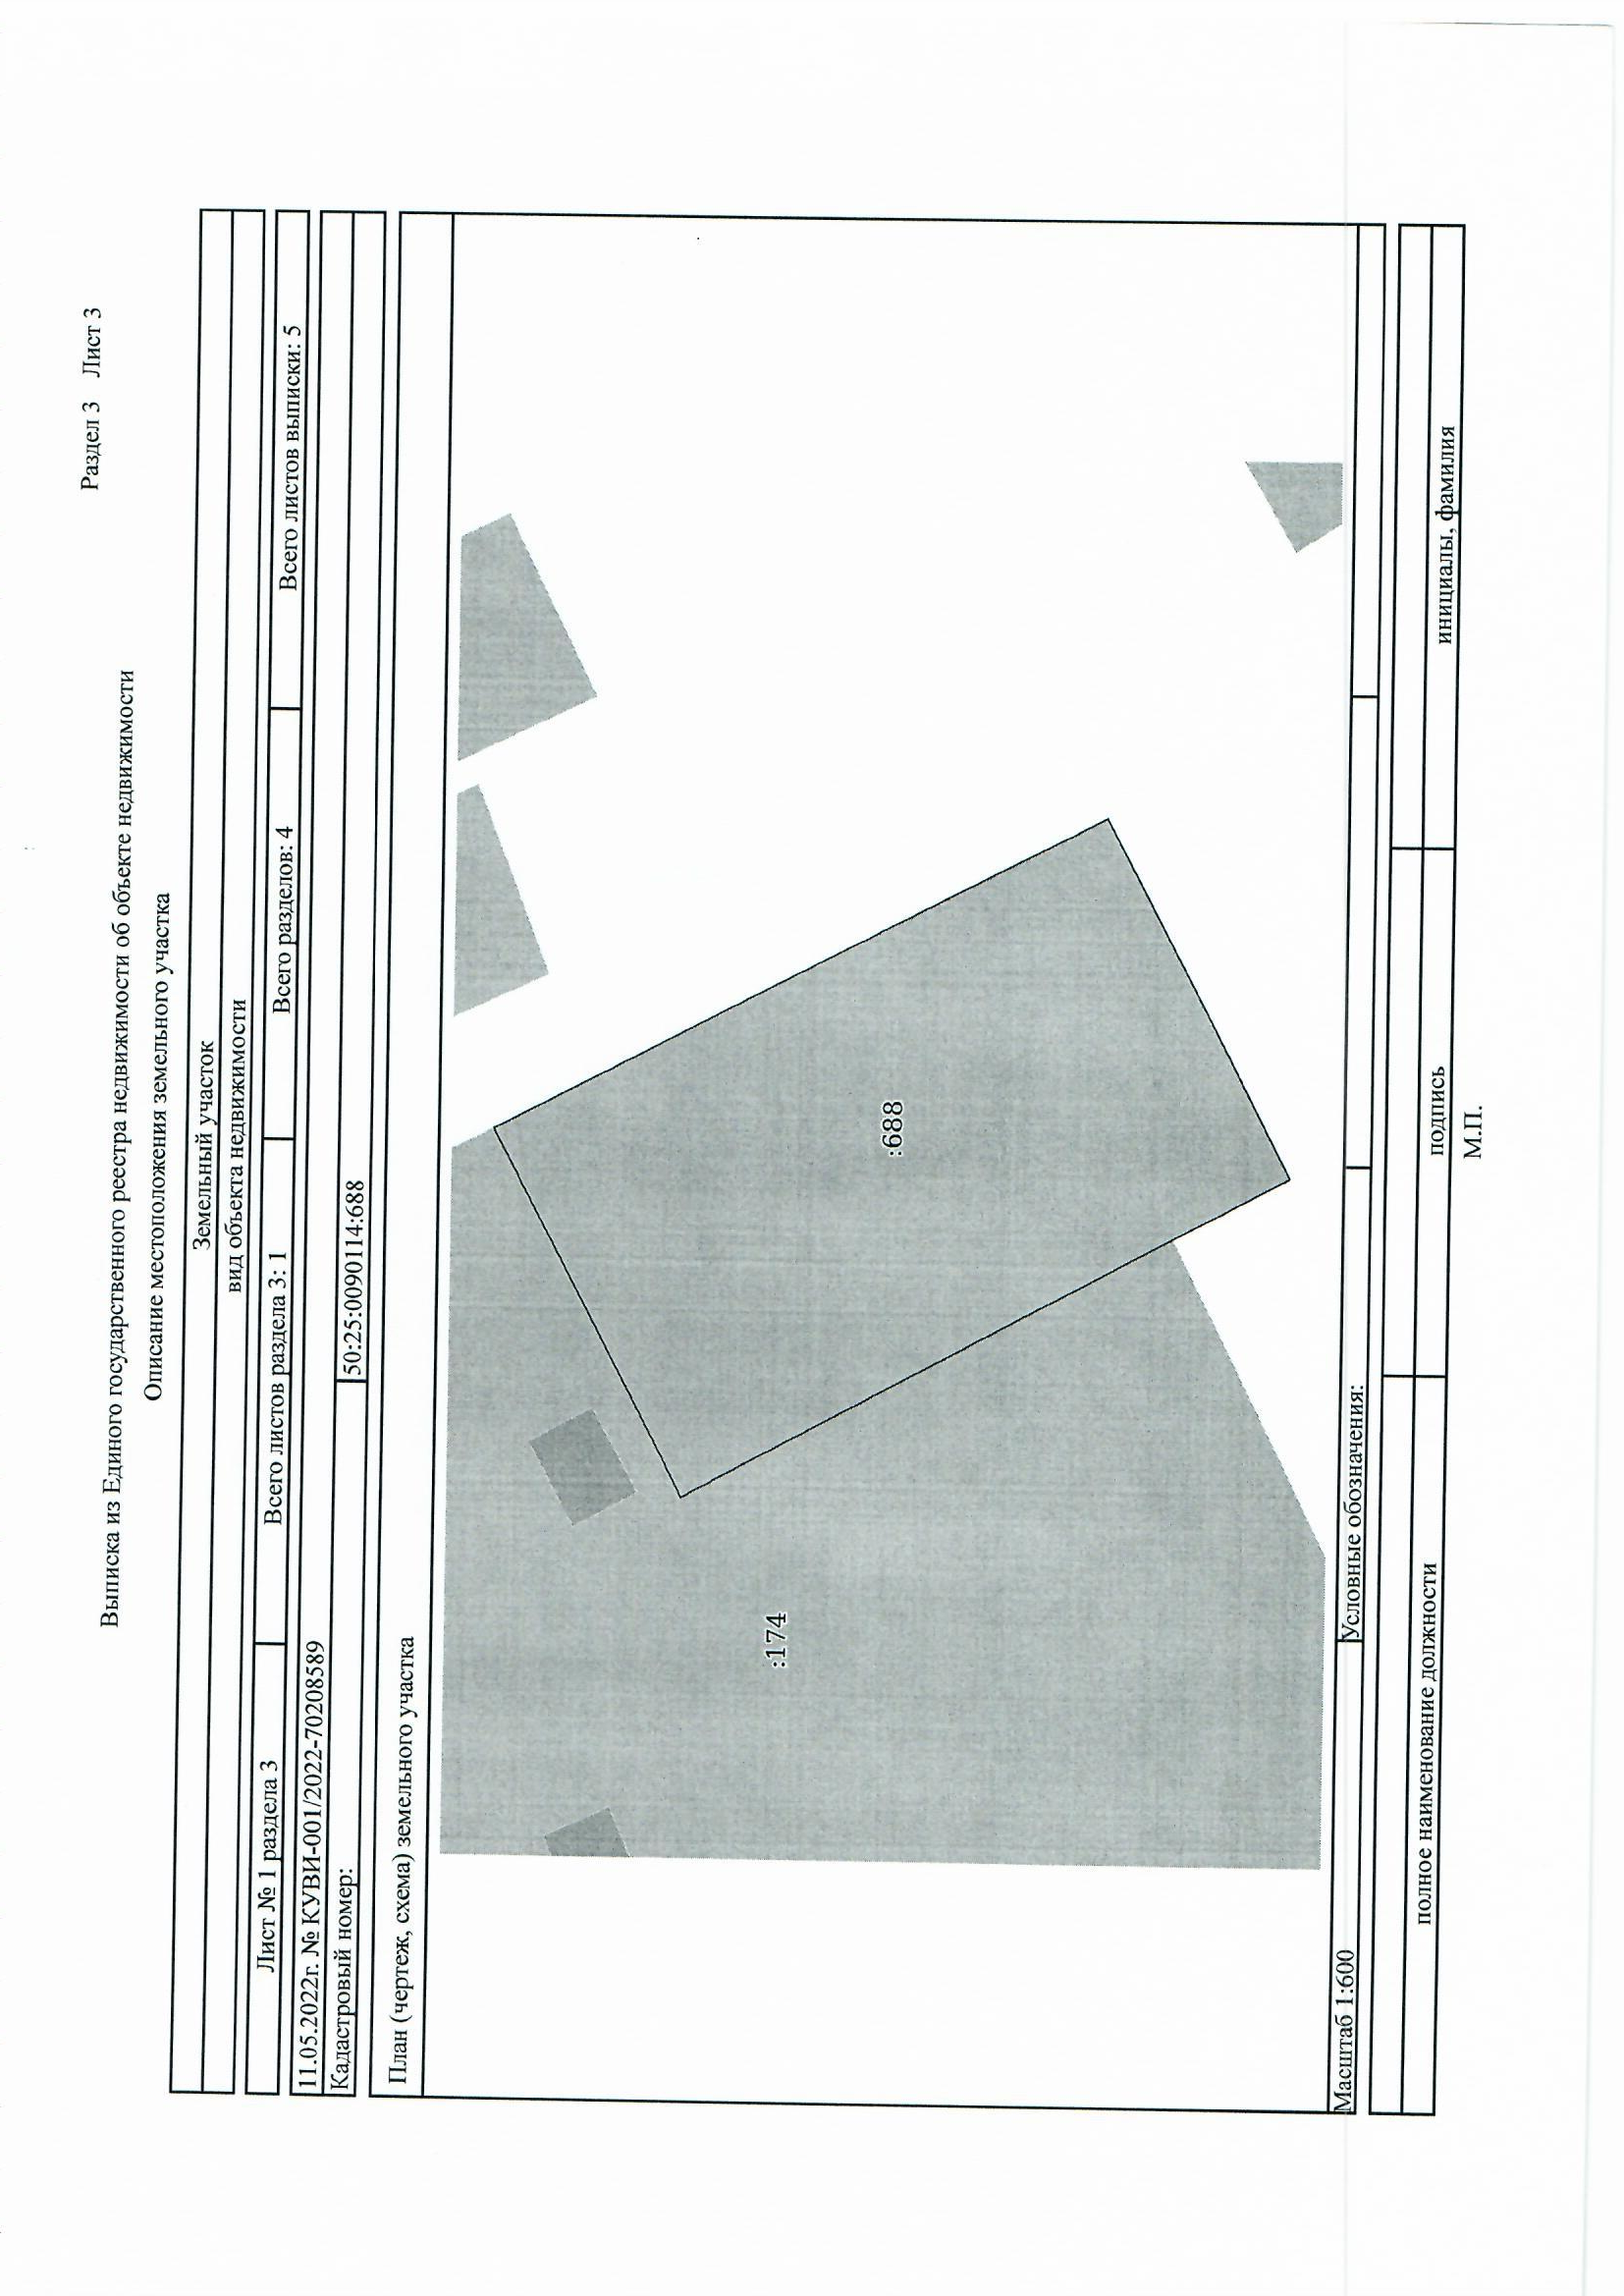 Раздел 3 Лист 3
Выписка из Единого государственного реестра недвижимости об объекте недвижимости
Описание местоположения земельного участка
Земельный участок
вид объекта недвижимости
Лист № 1 раздела 3 Всего листов раздела 3: 1 Всего разделов: 4 Всего листов выписки: 5
11.05.2022г. № КУВИ-001/2022-70208589
Кадастровый номер: 50:25:0090114:688
План (чертеж, схема) земельного участка
:174
:688
Масштаб 1:600 Условные обозначения:
полное наименование должности подпись инициалы, фамилия
М.П.